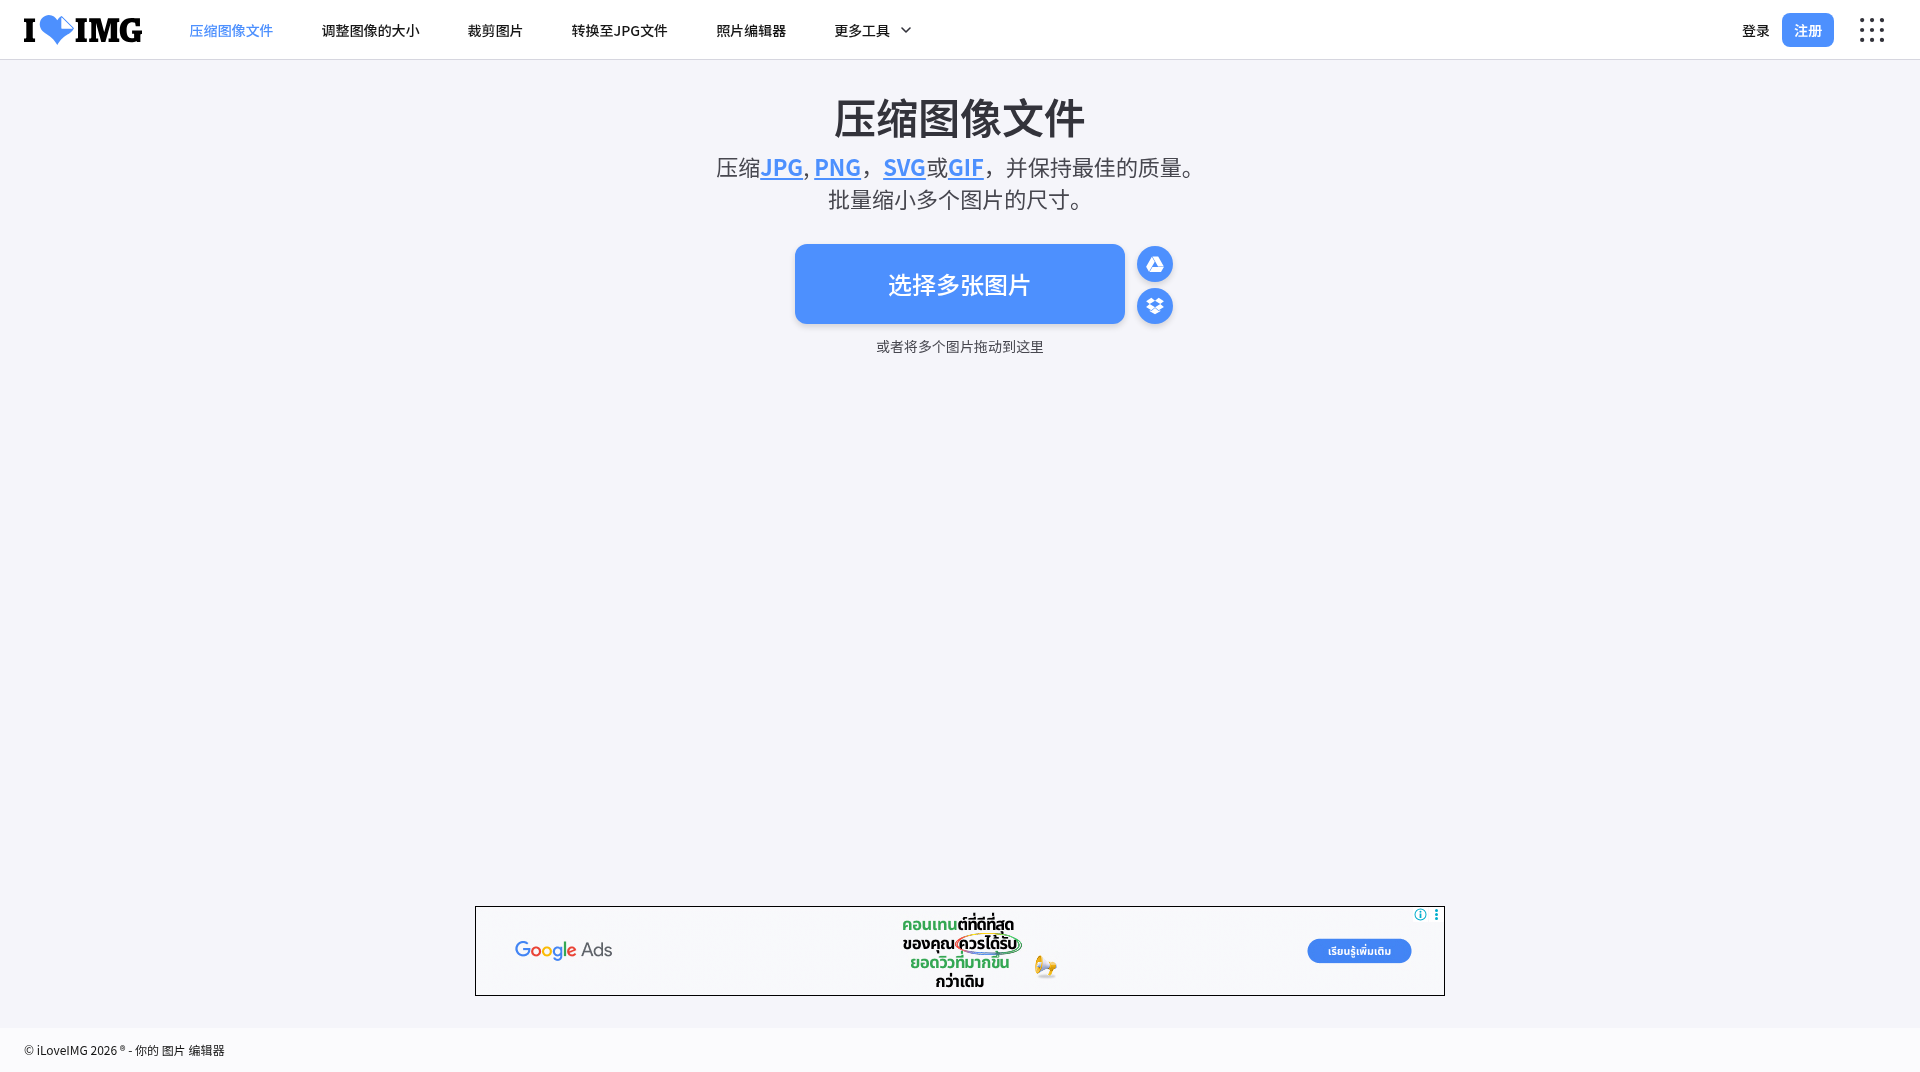 I IMG
压缩图像文件
调整图像的大小
裁剪图片
转换至JPG文件
照片编辑器
更多工具
登录
注册
压缩图像文件
压缩JPG, PNG，SVG或GIF，并保持最佳的质量。
批量缩小多个图片的尺寸。
选择多张图片
或者将多个图片拖动到这里
Google Ads
คอนเทนต์ที่ดีที่สุด
ของคุณ ควรได้รับ
ยอดวิวที่มากขึ้น
กว่าเดิม
เรียนรู้เพิ่มเติม
© iLoveIMG 2026 ® - 你的 图片 编辑器